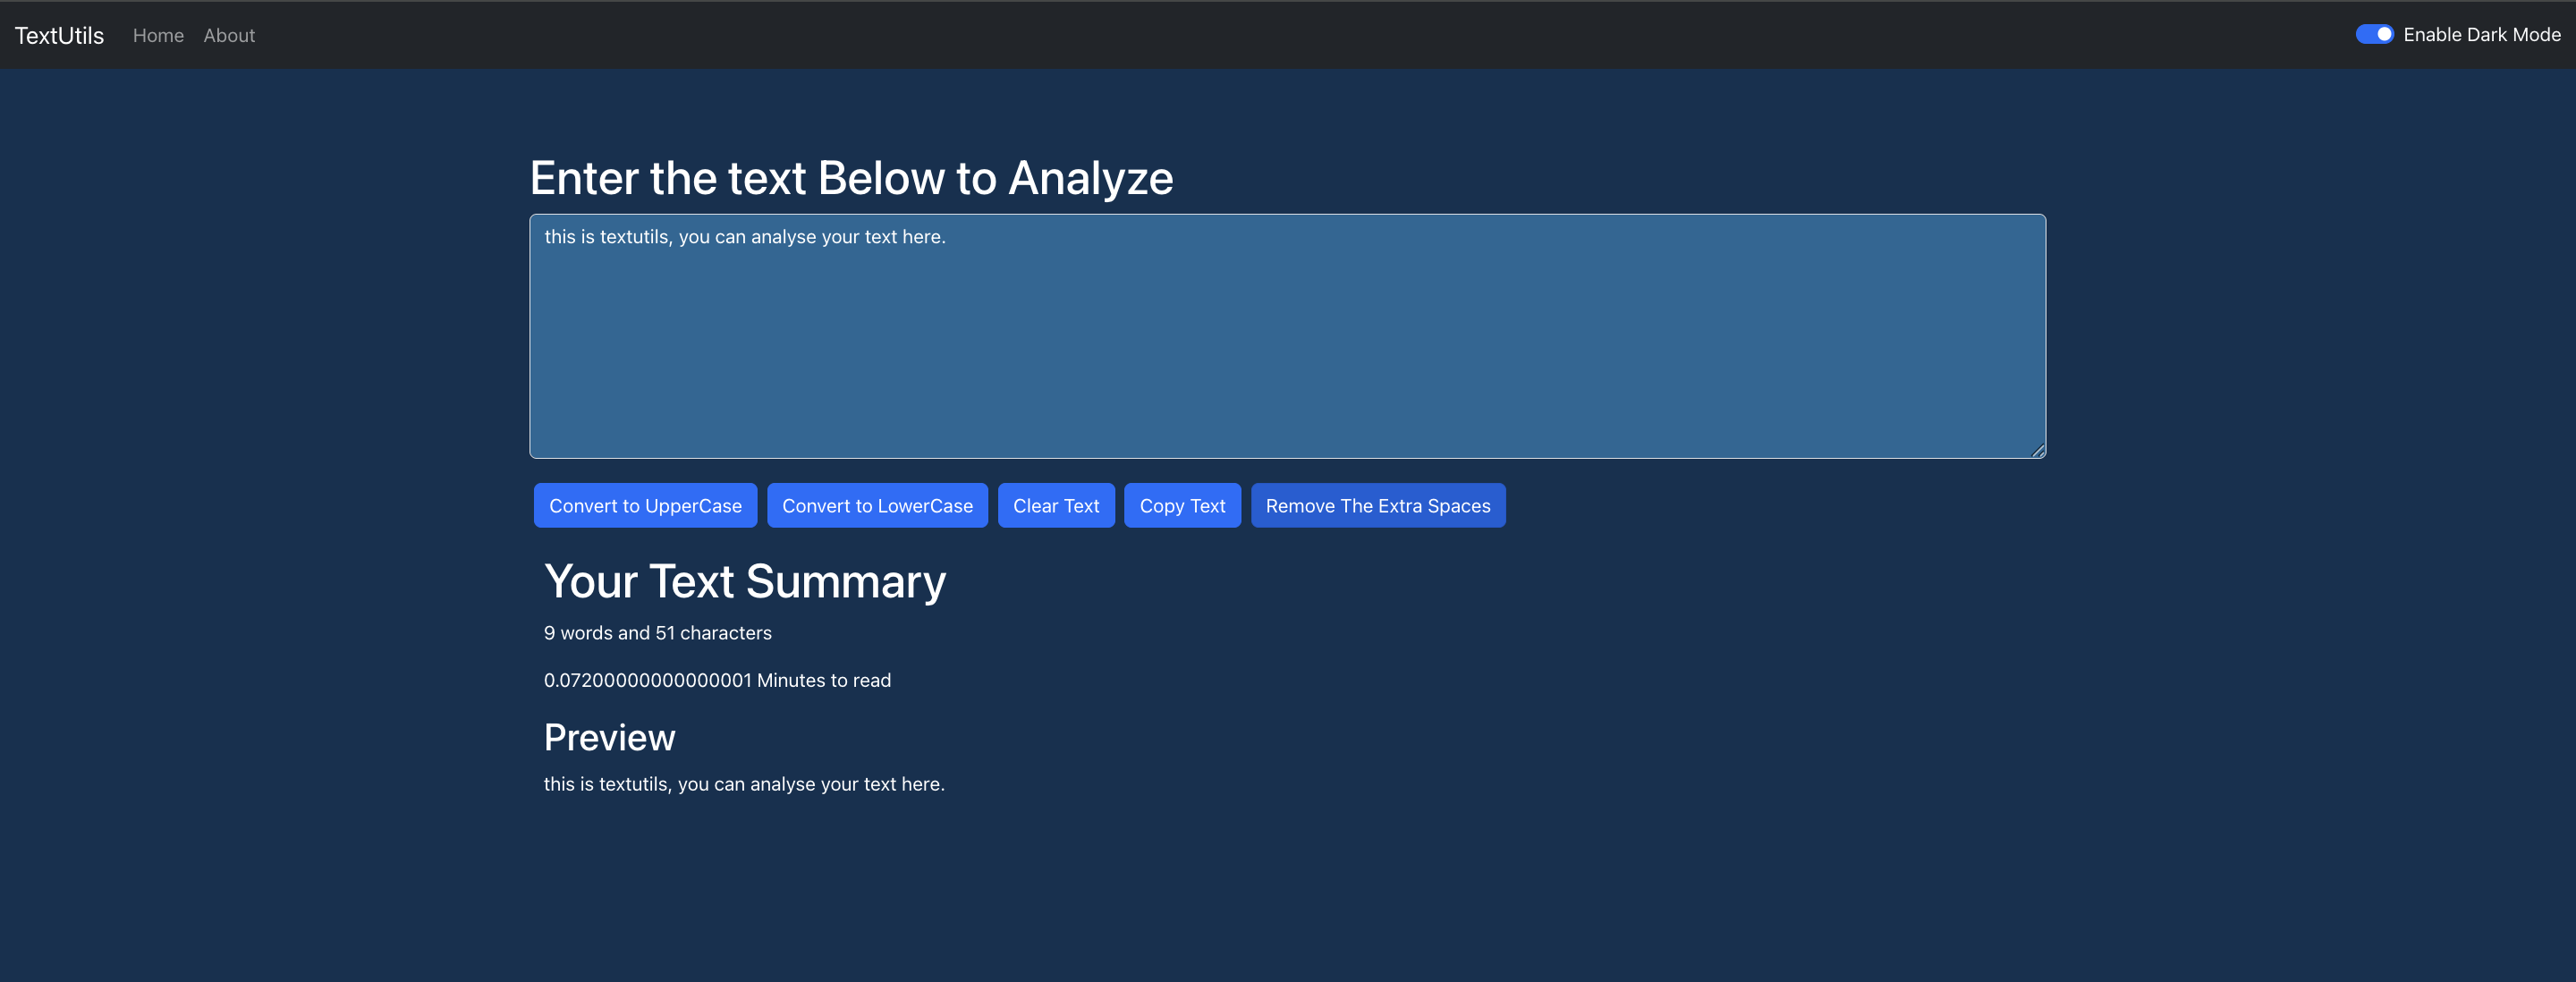 TextUtils Home About Enable Dark Mode
Enter the text Below to Analyze
this is textutils, you can analyse your text here.
Convert to UpperCase Convert to LowerCase Clear Text Copy Text Remove The Extra Spaces
Your Text Summary
9 words and 51 characters
0.07200000000000001 Minutes to read
Preview
this is textutils, you can analyse your text here.